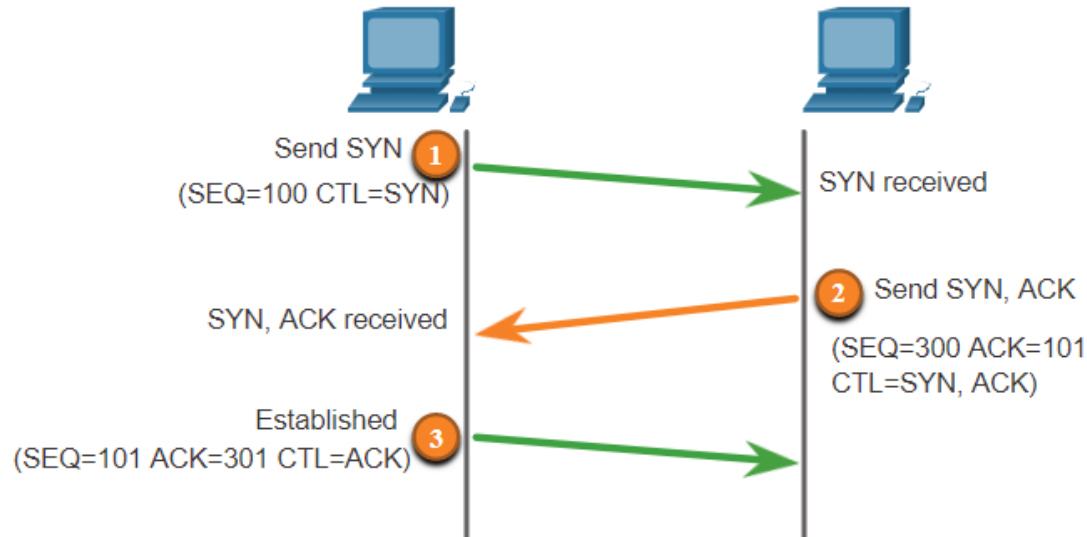 Send SYN 1
(SEQ=100 CTL=SYN)
SYN received
2 Send SYN, ACK
SYN, ACK received
(SEQ=300 ACK=101
CTL=SYN, ACK)
Established 3
(SEQ=101 ACK=301 CTL=ACK)